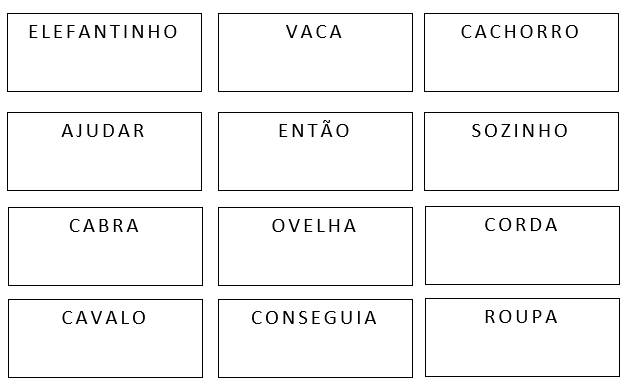 ELEFANTINHO
VACA
CACHORRO
AJUDAR
ENTÃO
SOZINHO
CABRA
OVELHA
CORDA
CAVALO
CONSEGUIA
ROUPA